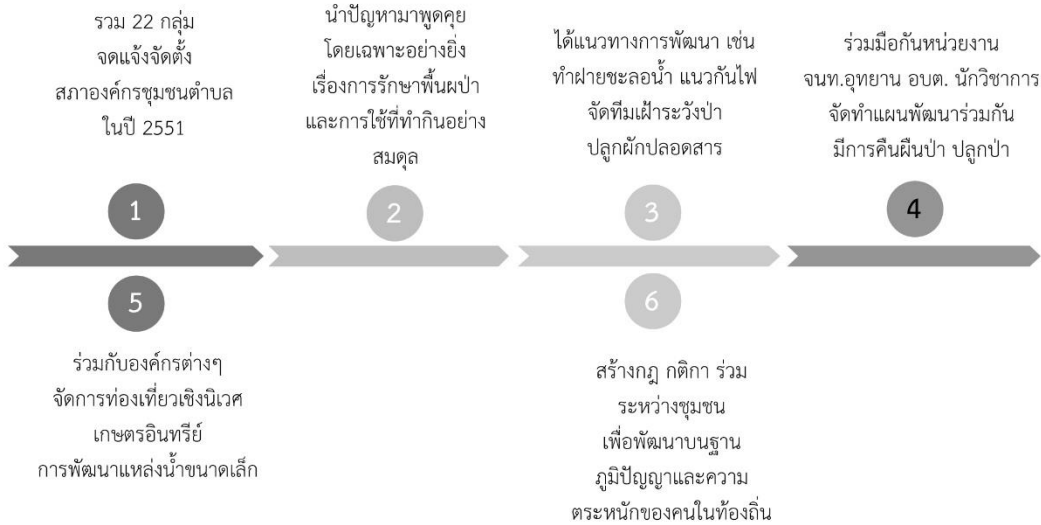 รวม 22 กลุ่ม
จดแจ้งจัดตั้ง
สภาองค์กรชุมชนตำบล
ในปี 2551
1
นำปัญหามาพูดคุย
โดยเฉพาะอย่างยิ่ง
เรื่องการรักษาพื้นผป่า
และการใช้ที่ทำกินอย่าง
สมดุล
2
ได้แนวทางการพัฒนา เช่น
ทำฝายชะลอน้ำ แนวกันไฟ
จัดทีมเฝ้าระวังป่า
ปลูกผักปลอดสาร
3
ร่วมมือกันหน่วยงาน
จนท.อุทยาน อบต. นักวิชาการ
จัดทำแผนพัฒนาร่วมกัน
มีการคืนผืนป่า ปลูกป่า
4
5
ร่วมกับองค์กรต่างๆ
จัดการท่องเที่ยวเชิงนิเวศ
เกษตรอินทรีย์
การพัฒนาแหล่งน้ำขนาดเล็ก
6
สร้างกฎ กติกา ร่วม
ระหว่างชุมชน
เพื่อพัฒนาบนฐาน
ภูมิปัญญาและความ
ตระหนักของคนในท้องถิ่น